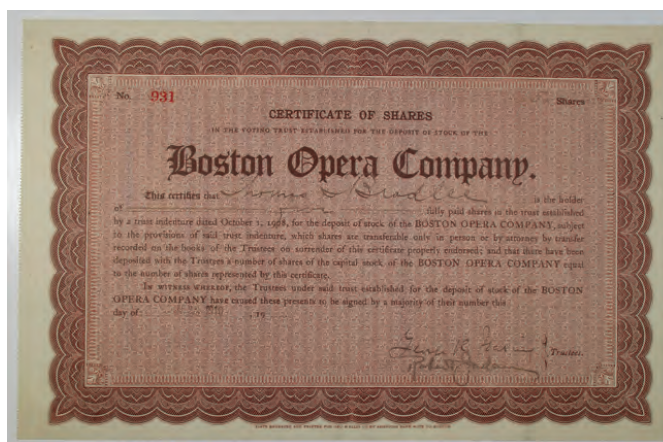 No. 931 Shares
CERTIFICATE OF SHARES
IN THE VOTING TRUST ESTABLISHED FOR THE DEPOSIT OF STOCK OF THE
Boston Opera Company.
This certifies that Thomas S Bradlee is the holder
of fully paid shares in the trust established
by a trust indenture dated October 1, 1908, for the deposit of stock of the BOSTON OPERA COMPANY, subject
to the provisions of said trust indenture, which shares are transferable only in person or by attorney by transfer
recorded on the books of the Trustees on surrender of this certificate properly endorsed; and that there have been
deposited with the Trustees a number of shares of the capital stock of the BOSTON OPERA COMPANY equal
to the number of shares represented by this certificate.
IN WITNESS WHEREOF, the Trustees under said trust established for the deposit of stock of the BOSTON
OPERA COMPANY have caused these presents to be signed by a majority of their number this
day of , 19
Trustees.